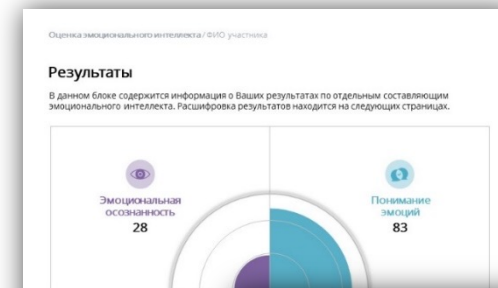 Оценка эмоционального интеллекта / ФИО участника
Результаты
В данном блоке содержится информация о Ваших результатах по отдельным составляющим
эмоционального интеллекта. Расшифровка результатов находится на следующих страницах.
Эмоциональная
осознанность
28
Понимание
эмоций
83